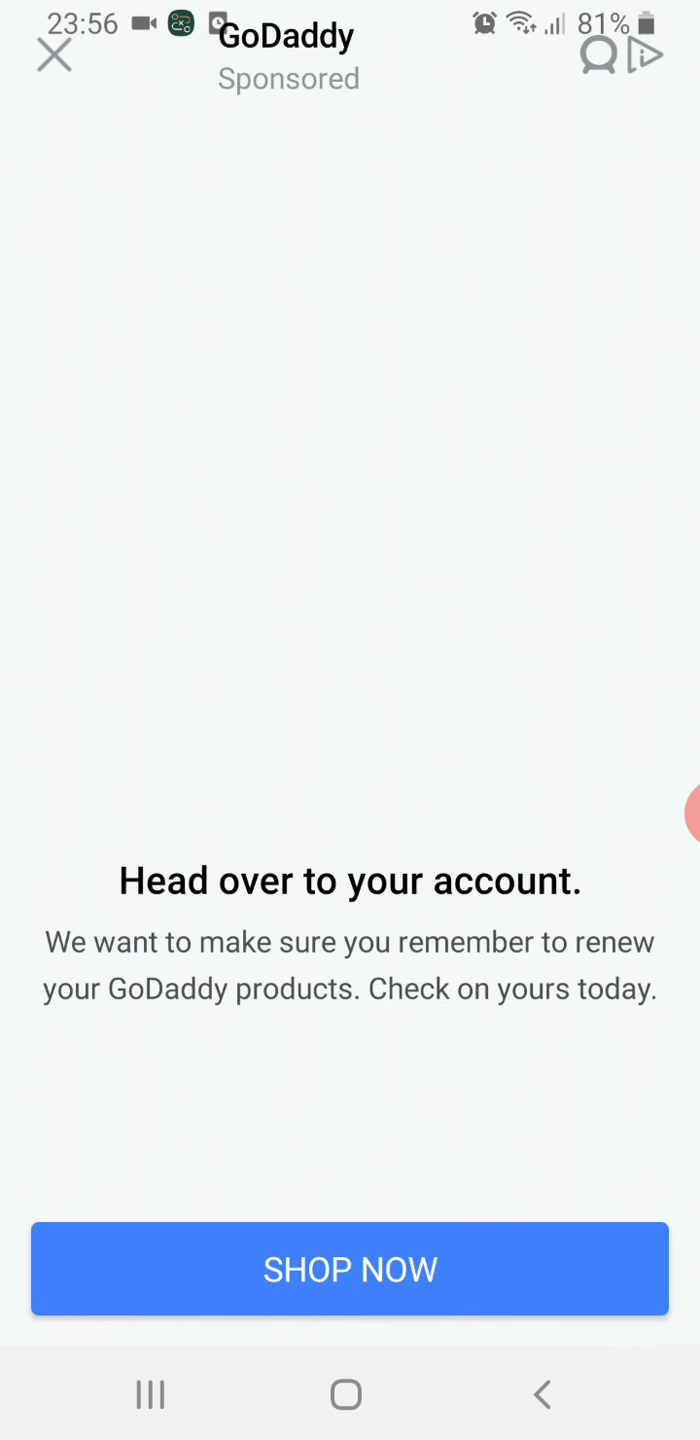 23:56
81%
GoDaddy
Sponsored
Head over to your account.
We want to make sure you remember to renew
your GoDaddy products. Check on yours today.
SHOP NOW